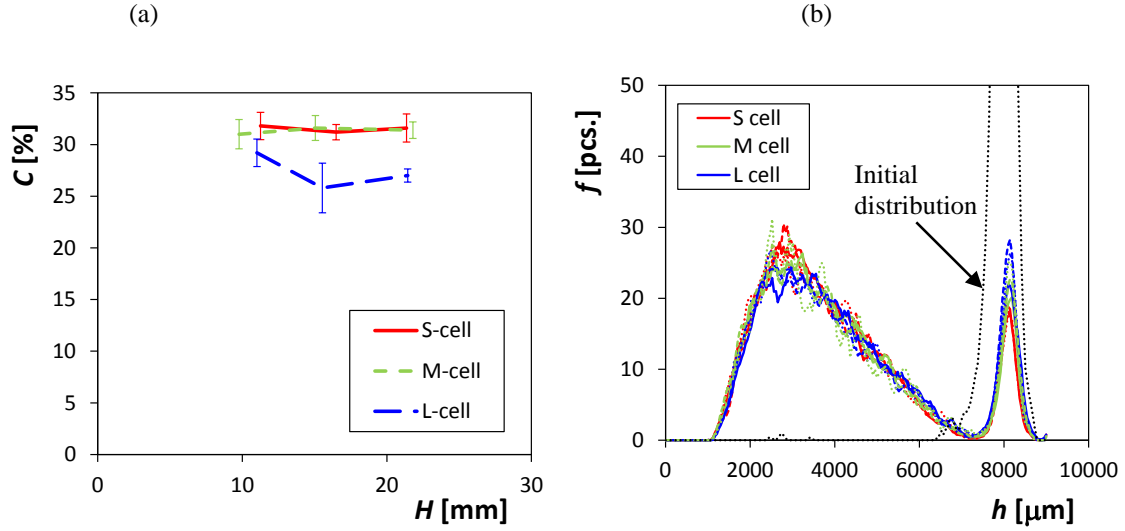 (a)
(b)
35
30
25
20
15
10
5
0
C [%]
S-cell
M-cell
L-cell
0
10
20
30
H [mm]
50
40
30
20
10
0
f [pcs.]
S cell
M cell
L cell
Initial
distribution
0
2000
4000
6000
8000
10000
h [μm]